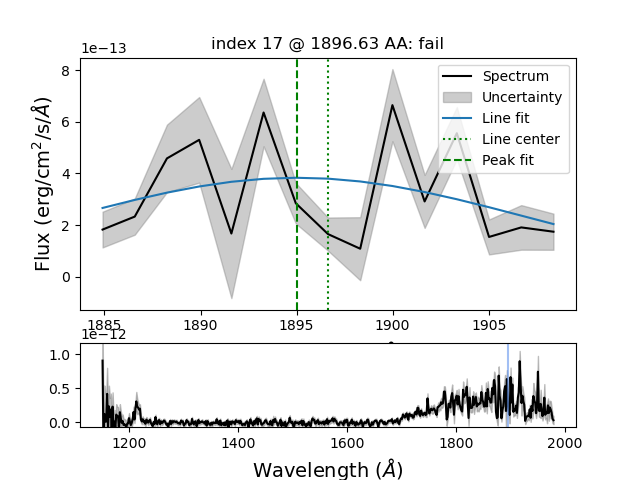 index 17 @ 1896.63 AA: fail
1e−13
8
6
4
2
0
Flux (erg/cm²/s/Å)
Spectrum
Uncertainty
Line fit
Line center
Peak fit
1885
1890
1895
1900
1905
1e−12
1.0
0.5
0.0
1200
1400
1600
1800
2000
Wavelength (Å)